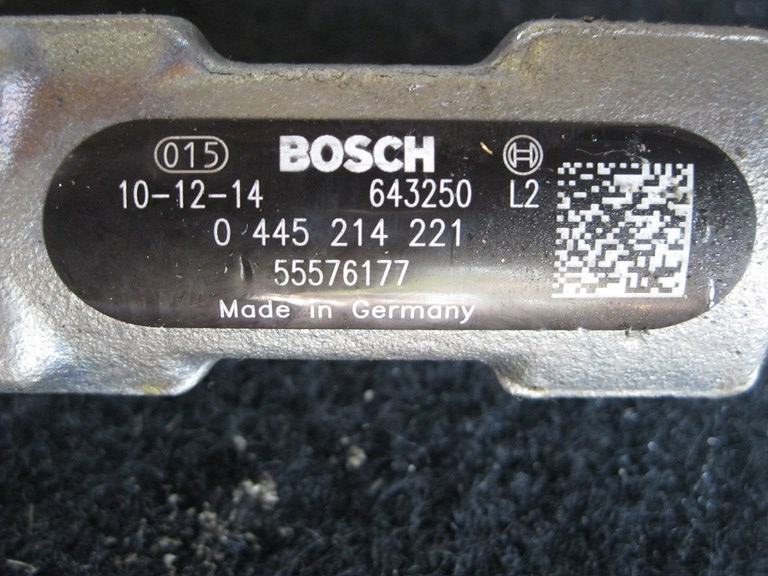 015 BOSCH
10-12-14 643250 L2
0 445 214 221
55576177
Made in Germany